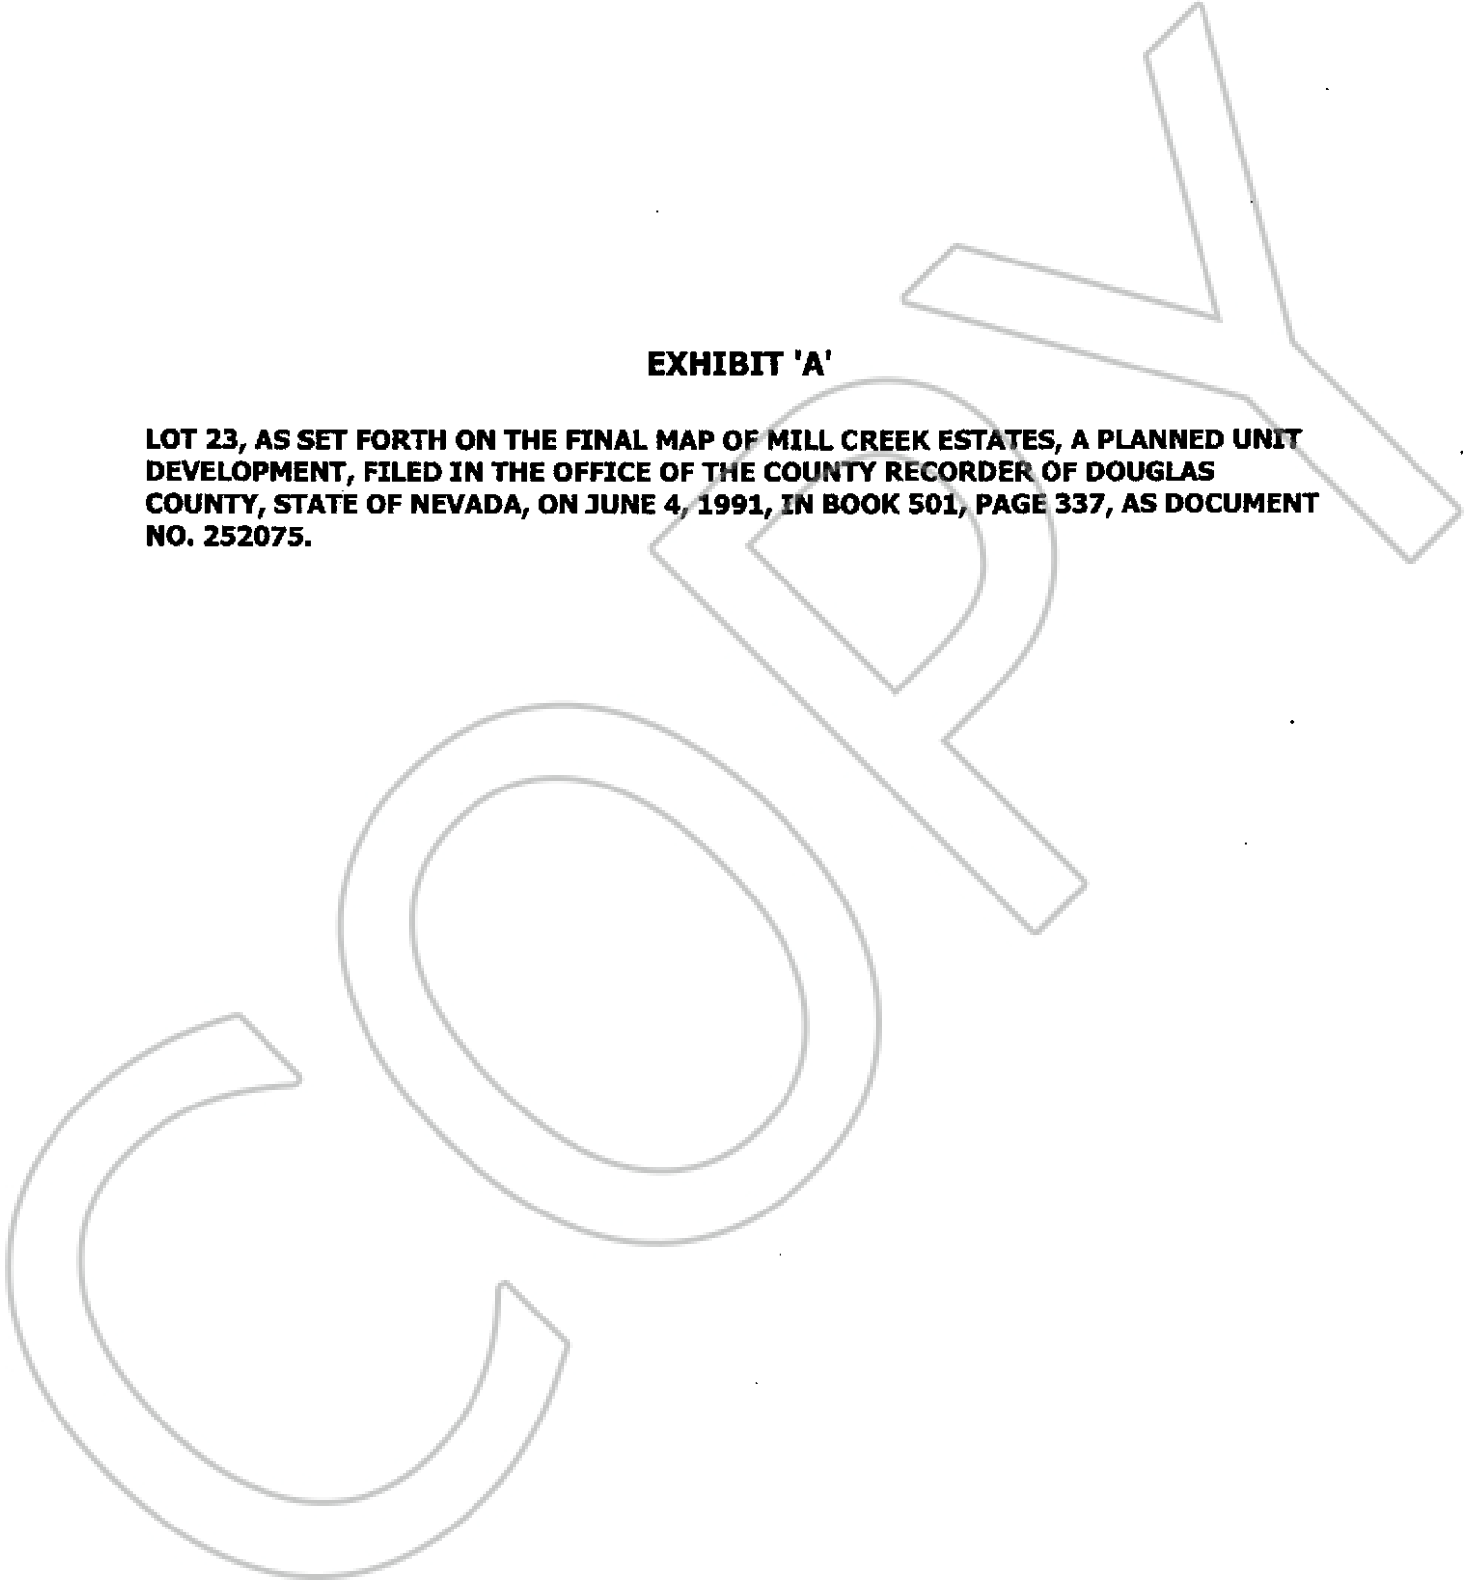 EXHIBIT 'A'
LOT 23, AS SET FORTH ON THE FINAL MAP OF MILL CREEK ESTATES, A PLANNED UNIT
DEVELOPMENT, FILED IN THE OFFICE OF THE COUNTY RECORDER OF DOUGLAS
COUNTY, STATE OF NEVADA, ON JUNE 4, 1991, IN BOOK 501, PAGE 337, AS DOCUMENT
NO. 252075.
COPY